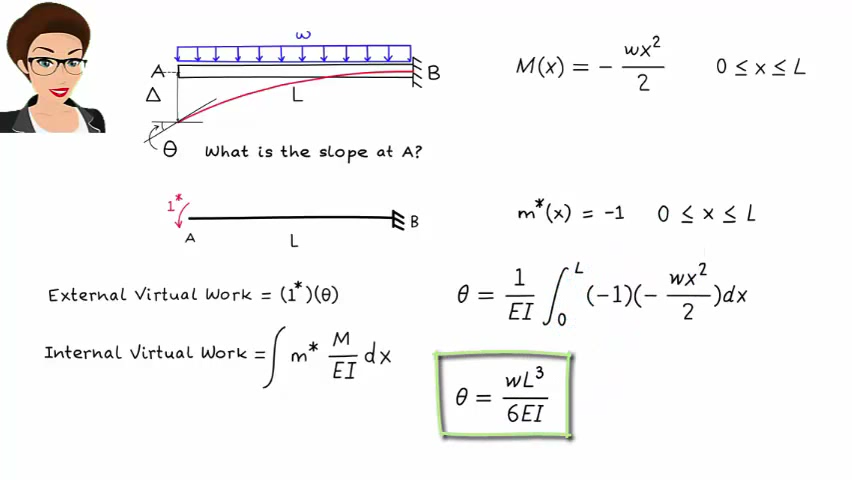 w
A
B
Δ
L
θ
What is the slope at A?
M(x) = - wx²/2    0 ≤ x ≤ L
1*
A
L
B
m*(x) = -1    0 ≤ x ≤ L
External Virtual Work = (1*)(θ)
θ = 1/EI ∫₀ᴸ (-1)(- wx²/2)dx
Internal Virtual Work = ∫ m* M/EI dx
θ = wL³/6EI